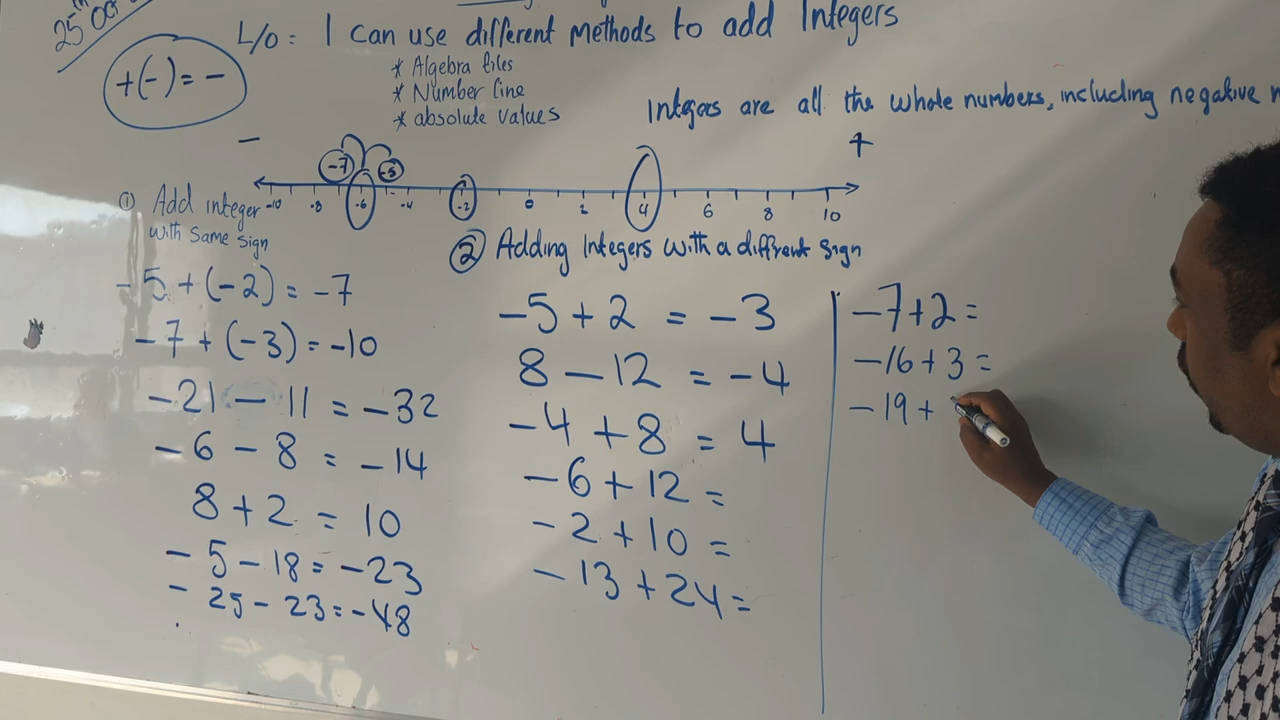 25th Oct
L/O = I can use different methods to add Integers
+(-) = -
* Algebra tiles
* Number line
* absolute values
Integers are all the whole numbers, including negative
- +
-7 -5
-10 -8 -6 -4 -2 0 2 4 6 8 10
① Add integer
with same sign
-5 + (-2) = -7
-7 + (-3) = -10
-21 - 11 = -32
-6 - 8 = -14
8 + 2 = 10
-5 - 18 = -23
-25 - 23 = -48
② Adding Integers with a different sign
-5 + 2 = -3
8 - 12 = -4
-4 + 8 = 4
-6 + 12 =
-2 + 10 =
-13 + 24 =
-7 + 2 =
-16 + 3 =
-19 +